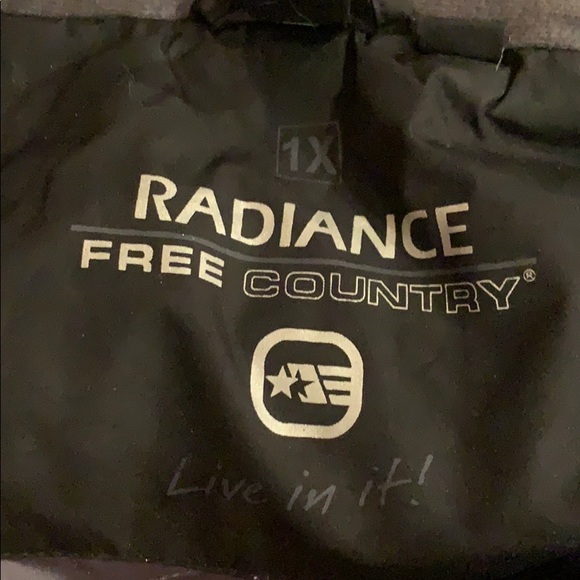 1X
RADIANCE
FREE COUNTRY®
Live in it!